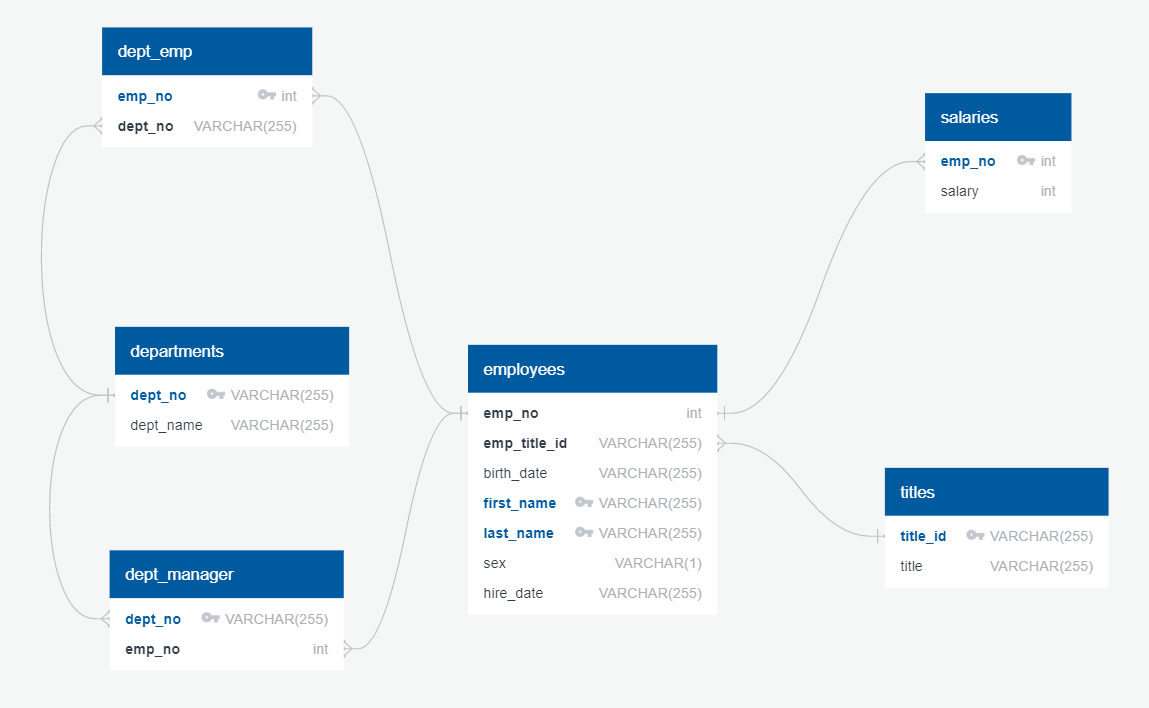 dept_emp
emp_no int
dept_no VARCHAR(255)
departments
dept_no VARCHAR(255)
dept_name VARCHAR(255)
dept_manager
dept_no VARCHAR(255)
emp_no int
employees
emp_no int
emp_title_id VARCHAR(255)
birth_date VARCHAR(255)
first_name VARCHAR(255)
last_name VARCHAR(255)
sex VARCHAR(1)
hire_date VARCHAR(255)
salaries
emp_no int
salary int
titles
title_id VARCHAR(255)
title VARCHAR(255)